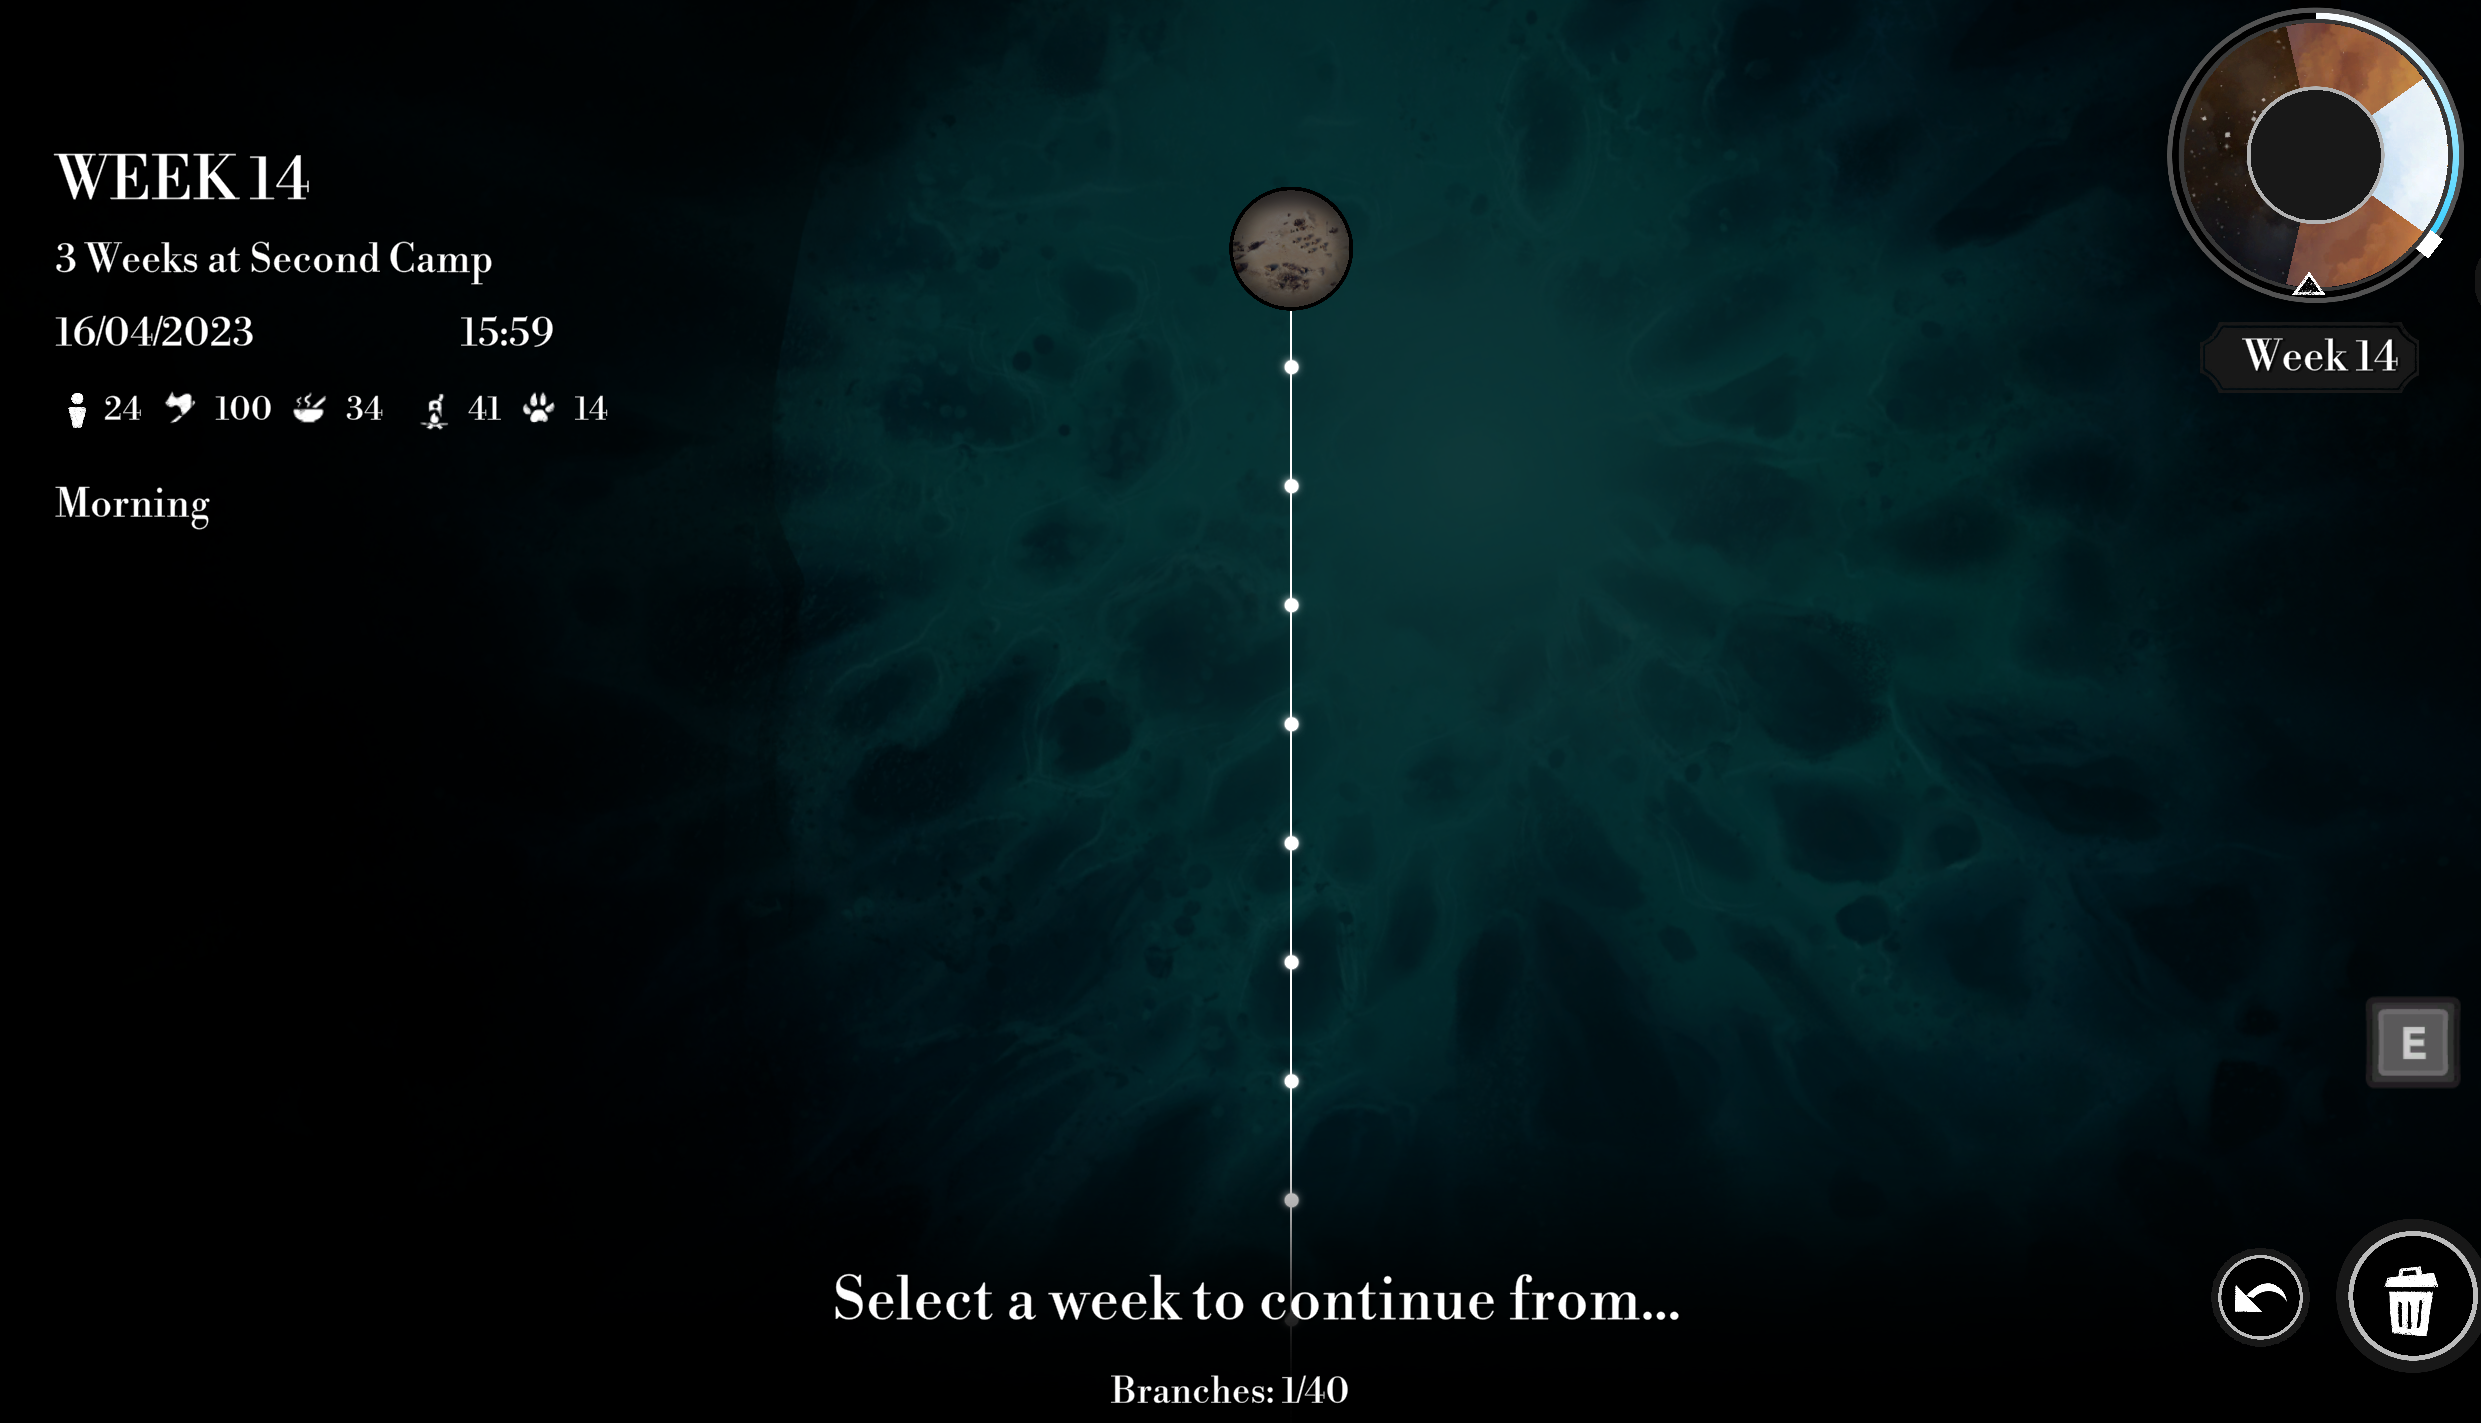 WEEK 14
3 Weeks at Second Camp
16/04/2023 15:59
24 100 34 41 14
Morning
Week 14
E
Select a week to continue from...
Branches: 1/40